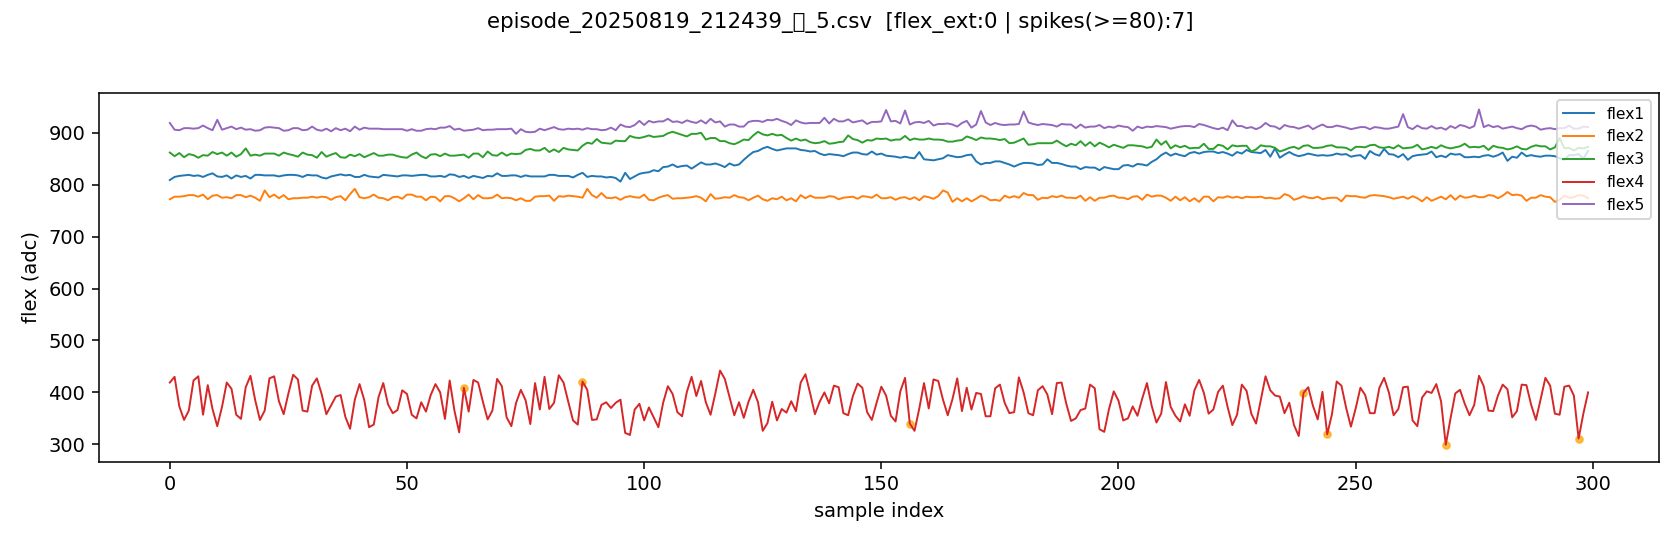 episode_20250819_212439_▯_5.csv [flex_ext:0 | spikes(>=80):7]
flex (adc)
900
800
700
600
500
400
300
0
50
100
150
200
250
300
sample index
flex1
flex2
flex3
flex4
flex5